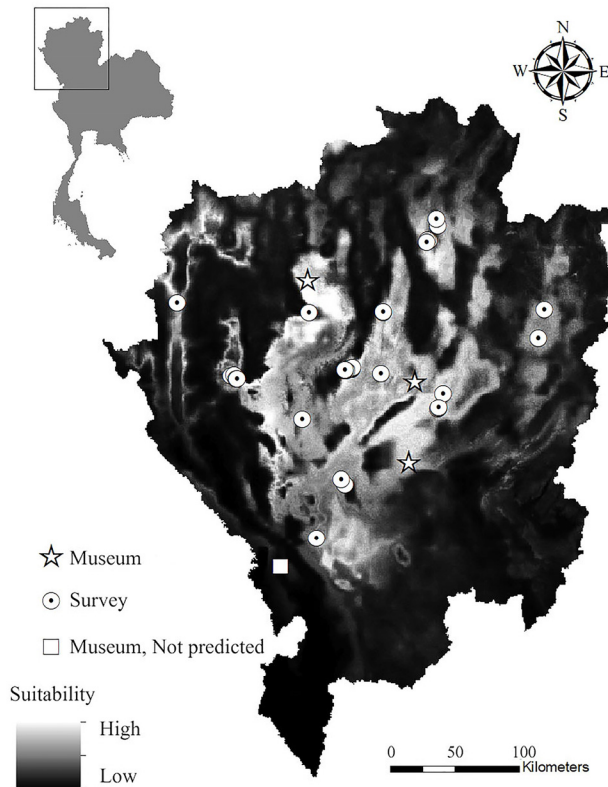 N
W E
S
Museum
Survey
Museum, Not predicted
Suitability
High
Low
0 50 100
Kilometers